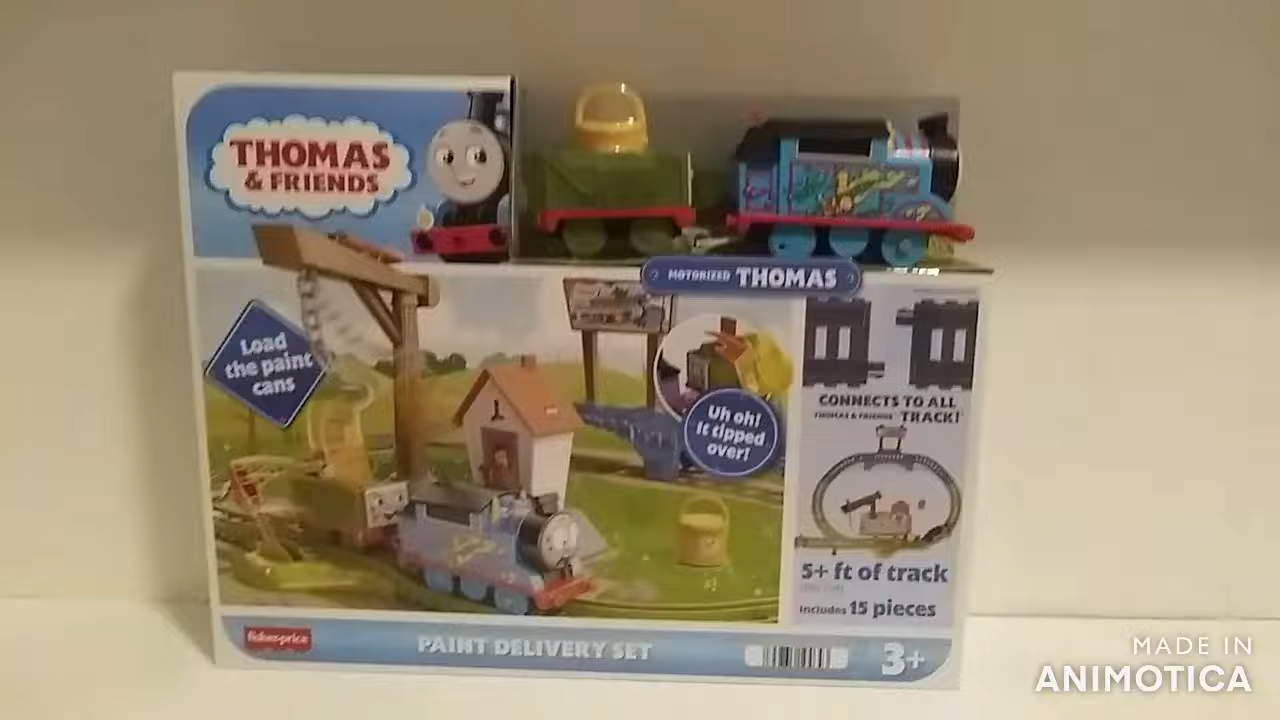 THOMAS
& FRIENDS
MOTORIZED THOMAS
Load
the paint
cans
Uh oh!
It tipped
over!
CONNECTS TO ALL
THOMAS & FRIENDS TRACK!
5+ ft of track
Includes 15 pieces
Fisher-Price
PAINT DELIVERY SET
3+
MADE IN
ANIMOTICA